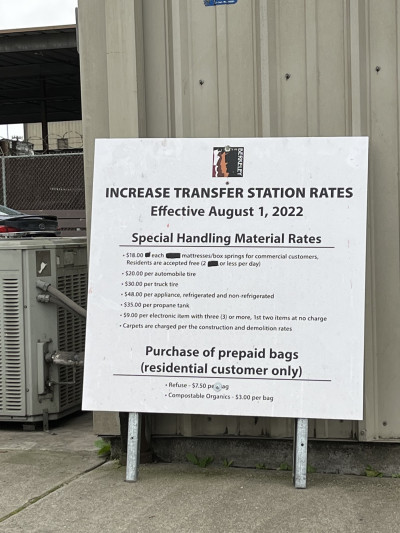 BERKELEY
INCREASE TRANSFER STATION RATES
Effective August 1, 2022
Special Handling Material Rates
• $18.00 each mattresses/box springs for commercial customers,
Residents are accepted free (2 or less per day)
• $20.00 per automobile tire
• $30.00 per truck tire
• $48.00 per appliance, refrigerated and non-refrigerated
• $35.00 per propane tank
• $9.00 per electronic item with three (3) or more, 1st two items at no charge
• Carpets are charged per the construction and demolition rates
Purchase of prepaid bags
(residential customer only)
• Refuse - $7.50 per bag
• Compostable Organics - $3.00 per bag